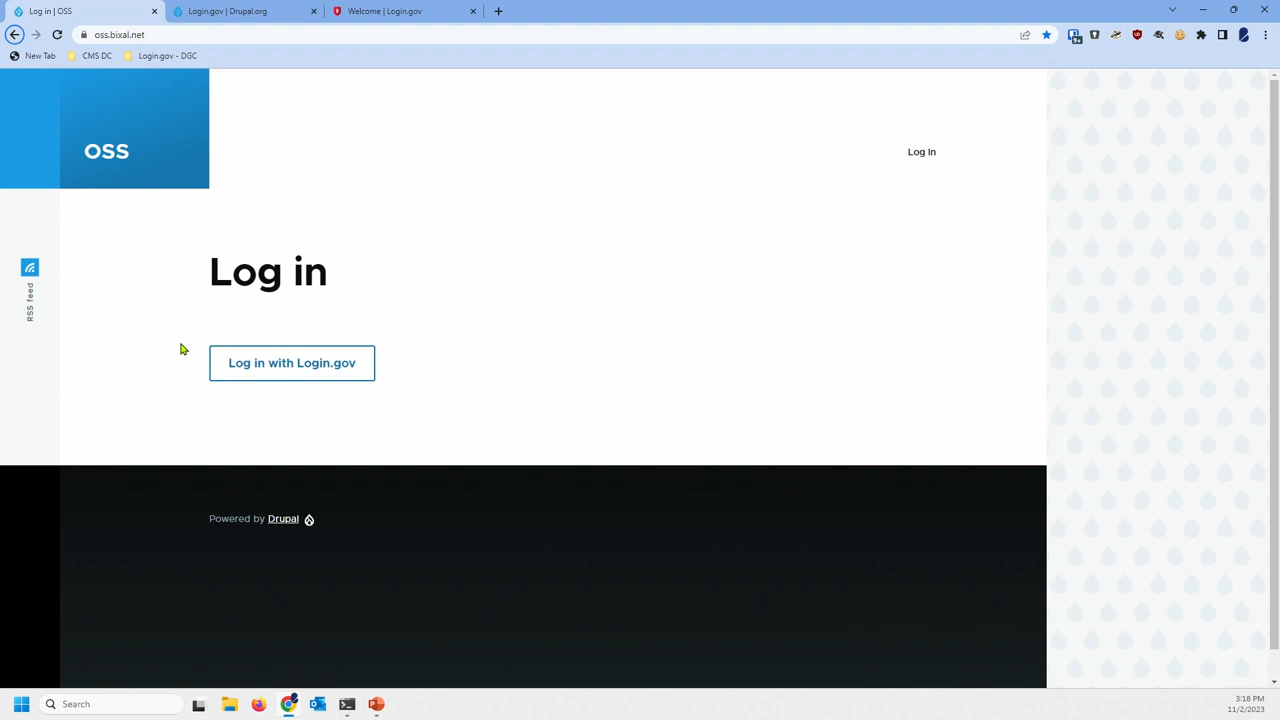 Log in | OSS
Login.gov | Drupal.org
Welcome | Login.gov
oss.bixal.net
9+
New Tab
CMS DC
Login.gov - DGC
OSS
Log In
RSS feed
Log in
Log in with Login.gov
Powered by Drupal
Search
3:18 PM
11/2/2023